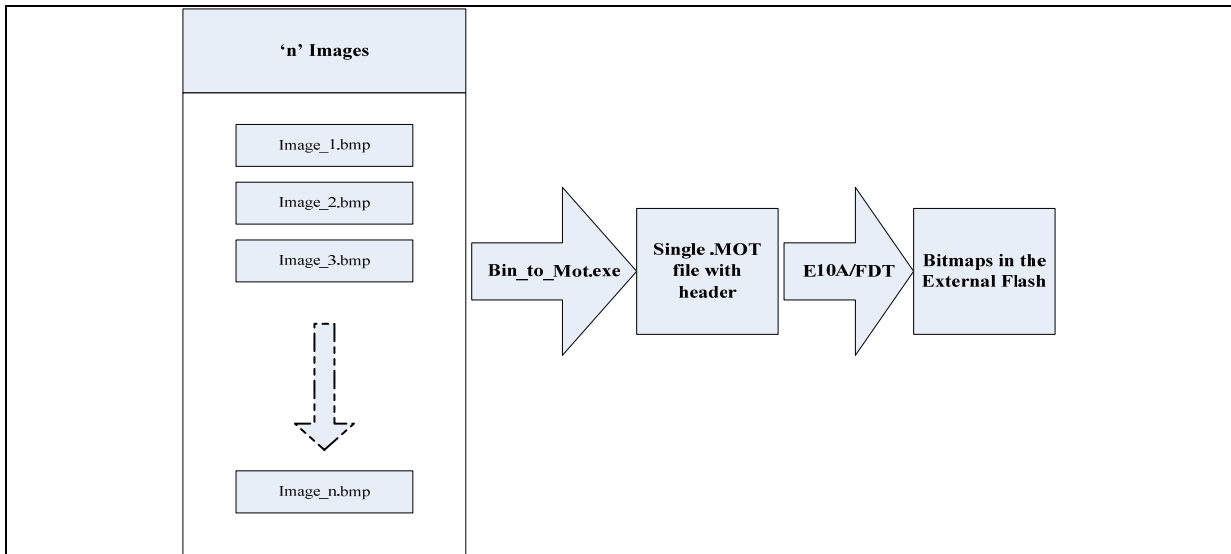 ‘n’ Images
Image_1.bmp
Image_2.bmp
Image_3.bmp
Image_n.bmp
Bin_to_Mot.exe
Single .MOT
file with
header
E10A/FDT
Bitmaps in the
External Flash